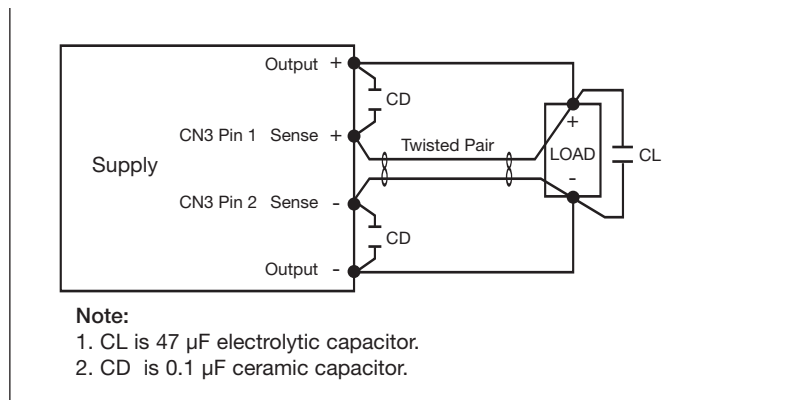 Output +
CD
CN3 Pin 1 Sense +
Twisted Pair
+
Supply
LOAD
CL
-
CN3 Pin 2 Sense -
CD
Output -
Note:
1. CL is 47 µF electrolytic capacitor.
2. CD is 0.1 µF ceramic capacitor.